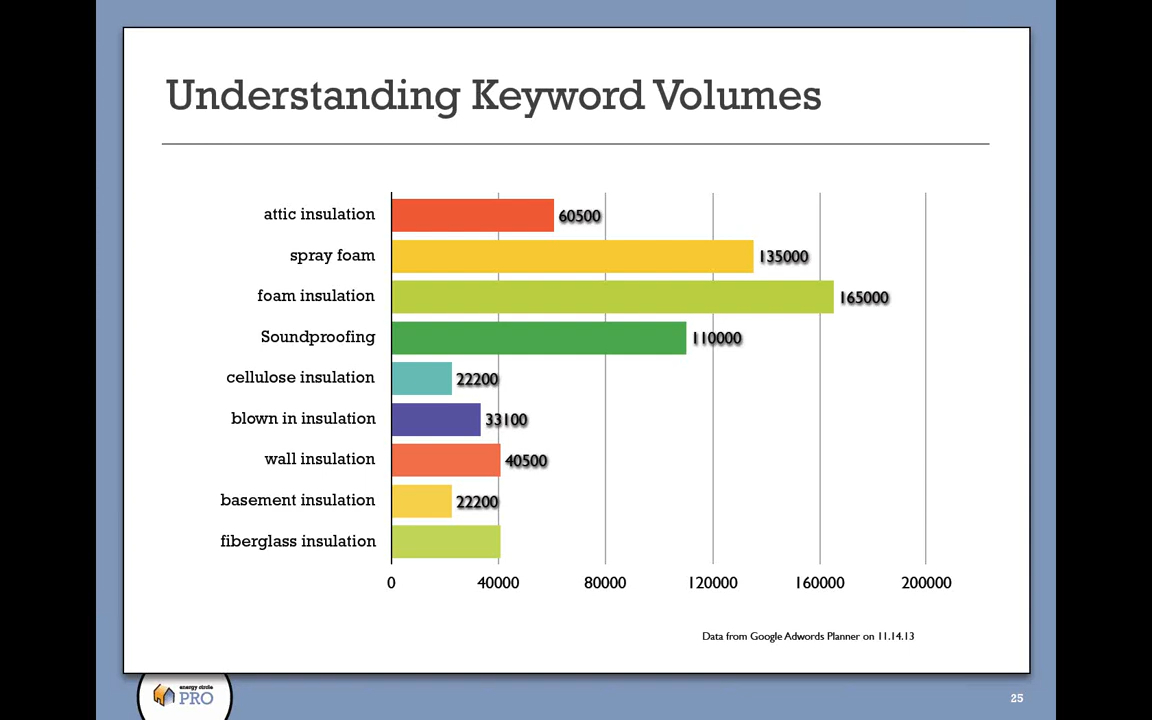 Understanding Keyword Volumes
attic insulation 60500
spray foam 135000
foam insulation 165000
Soundproofing 110000
cellulose insulation 22200
blown in insulation 33100
wall insulation 40500
basement insulation 22200
fiberglass insulation
0 40000 80000 120000 160000 200000
Data from Google Adwords Planner on 11.14.13
energy circle
PRO
25